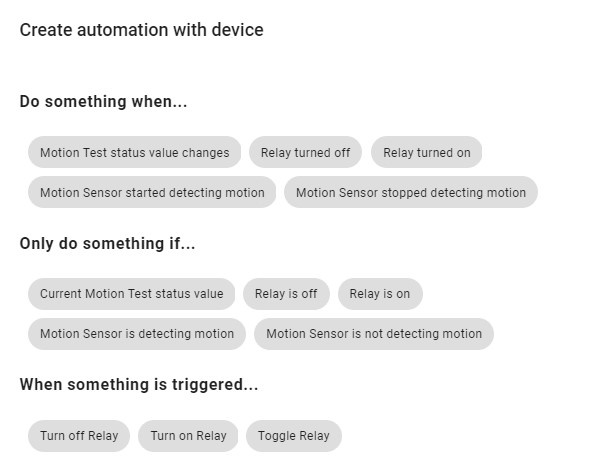 Create automation with device
Do something when...
Motion Test status value changes Relay turned off Relay turned on
Motion Sensor started detecting motion Motion Sensor stopped detecting motion
Only do something if...
Current Motion Test status value Relay is off Relay is on
Motion Sensor is detecting motion Motion Sensor is not detecting motion
When something is triggered...
Turn off Relay Turn on Relay Toggle Relay